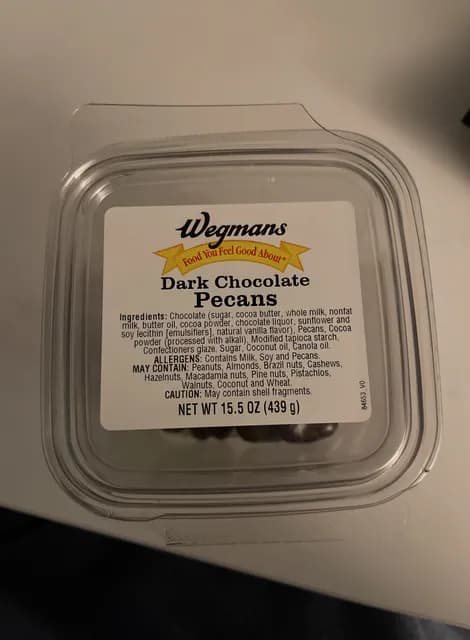 Wegmans
Food You Feel Good About
Dark Chocolate
Pecans
Ingredients: Chocolate (sugar, cocoa butter, whole milk, nonfat
milk, butter oil, cocoa powder, chocolate liquor, sunflower and
soy lecithin [emulsifiers], natural vanilla flavor), Pecans, Cocoa
powder (processed with alkali), Modified tapioca starch,
Confectioners glaze, Sugar, Coconut oil, Canola oil.
ALLERGENS: Contains Milk, Soy and Pecans.
MAY CONTAIN: Peanuts, Almonds, Brazil nuts, Cashews,
Hazelnuts, Macadamia nuts, Pine nuts, Pistachios,
Walnuts, Coconut and Wheat.
CAUTION: May contain shell fragments.
NET WT 15.5 OZ (439 g)
84653_V0